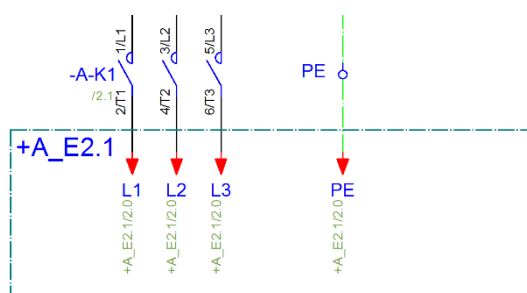 1/L1
3/L2
5/L3
-A-K1
/2.1
PE
2/T1
4/T2
6/T3
+A_E2.1
L1
L2
L3
PE
+A_E2.1/2.0
+A_E2.1/2.0
+A_E2.1/2.0
+A_E2.1/2.0